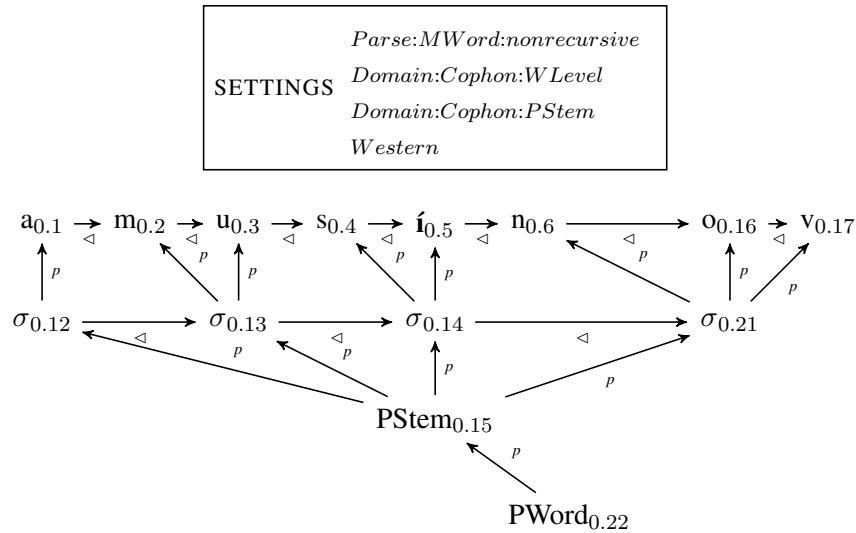 Parse:MWord:nonrecursive
SETTINGS Domain:Cophon:WLevel
Domain:Cophon:PStem
Western
a0.1 m0.2 u0.3 s0.4 í0.5 n0.6 o0.16 v0.17
◁ ◁ ◁ ◁ ◁ ◁ ◁
p p p p p p p p
σ0.12 σ0.13 σ0.14 σ0.21
◁ ◁ ◁
p p p p
PStem0.15
p
PWord0.22